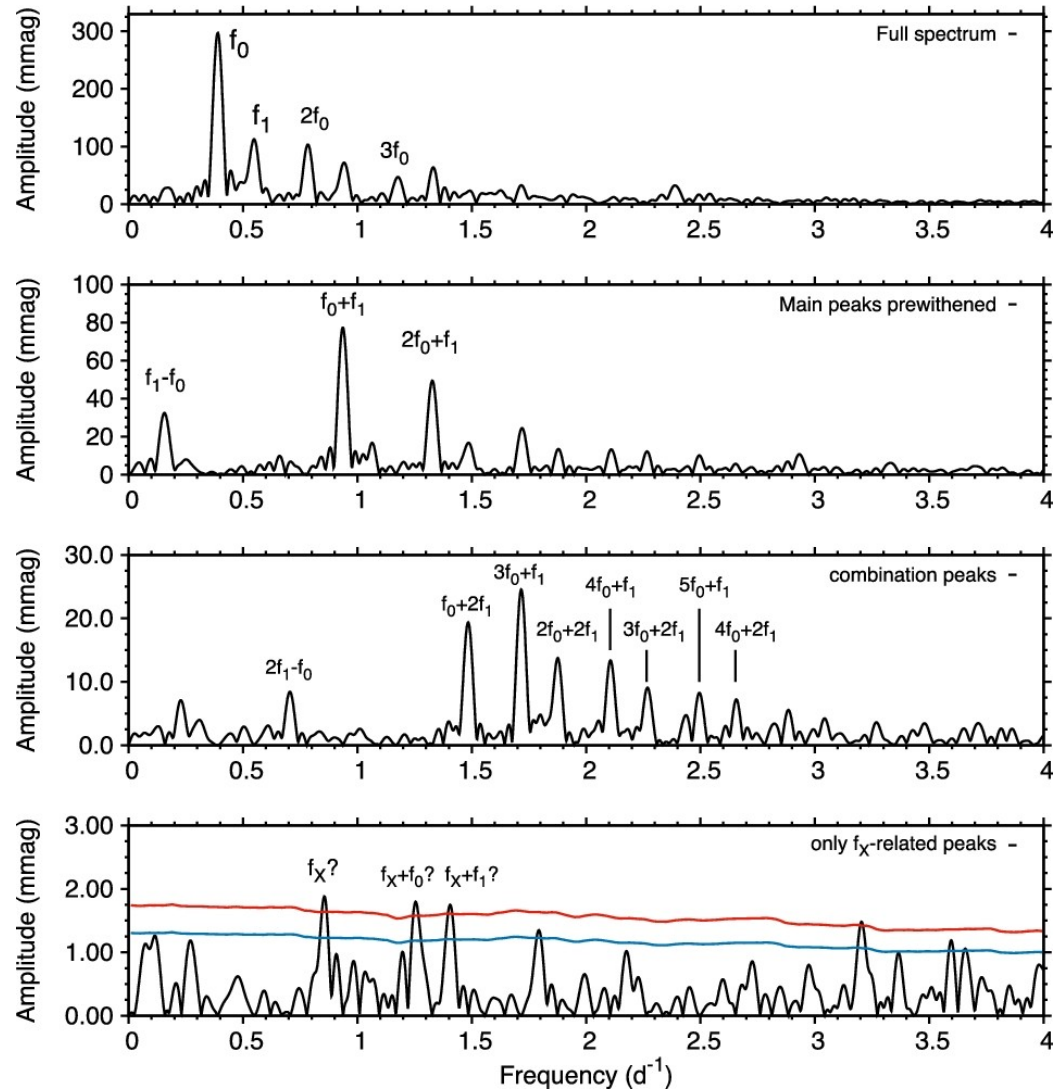 Amplitude (mmag)
300
200
100
0
f₀
f₁
2f₀
3f₀
Full spectrum -
0 0.5 1 1.5 2 2.5 3 3.5 4
Amplitude (mmag)
100
80
60
40
20
0
f₁-f₀
f₀+f₁
2f₀+f₁
Main peaks prewithened -
0 0.5 1 1.5 2 2.5 3 3.5 4
Amplitude (mmag)
30.0
20.0
10.0
0.0
2f₁-f₀
f₀+2f₁
3f₀+f₁
2f₀+2f₁
4f₀+f₁
3f₀+2f₁
5f₀+f₁
4f₀+2f₁
combination peaks -
0 0.5 1 1.5 2 2.5 3 3.5 4
Amplitude (mmag)
3.00
2.00
1.00
0.00
fₓ?
fₓ+f₀?
fₓ+f₁?
only fₓ-related peaks -
0 0.5 1 1.5 2 2.5 3 3.5 4
Frequency (d⁻¹)